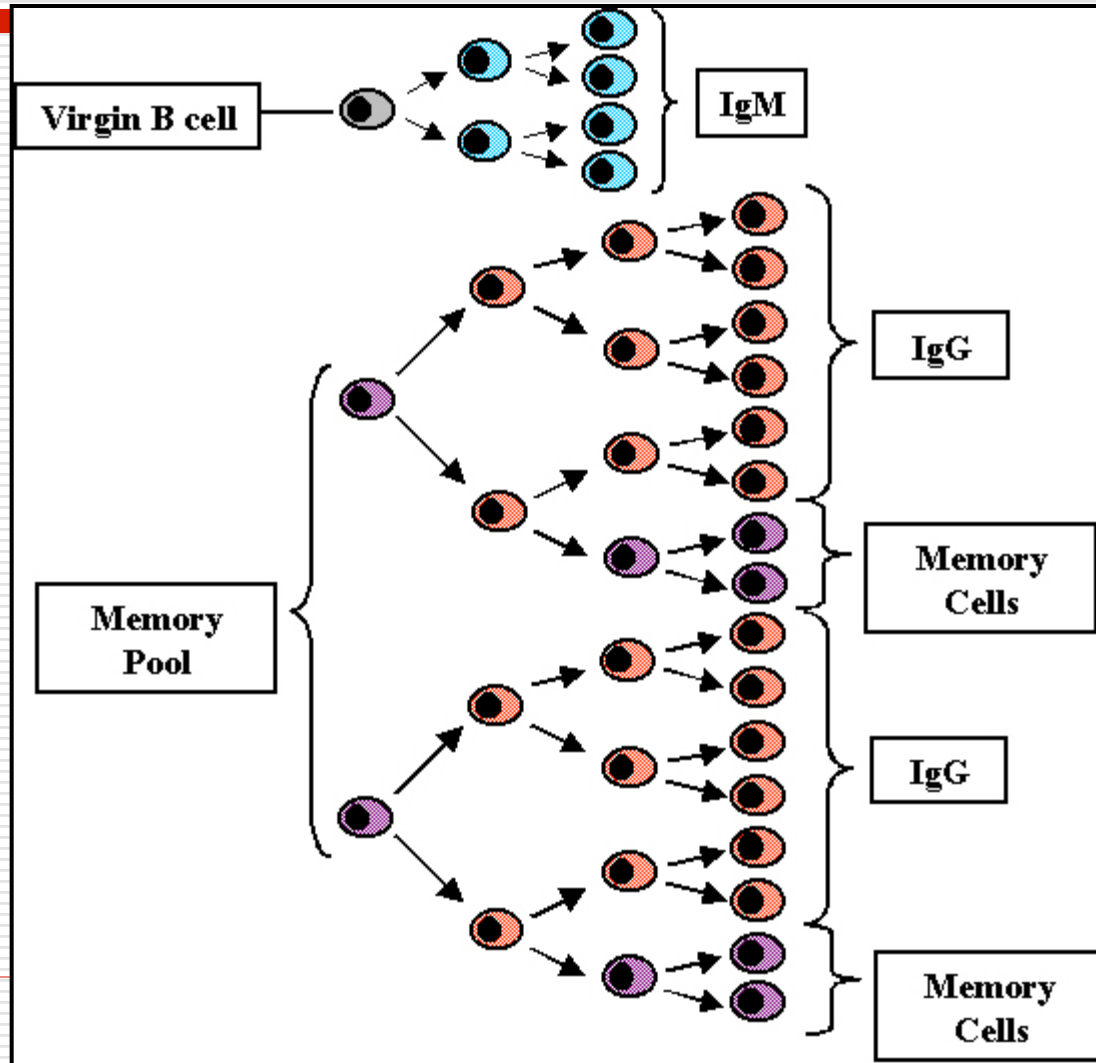 Virgin B cell
IgM
IgG
Memory
Cells
Memory
Pool
IgG
Memory
Cells